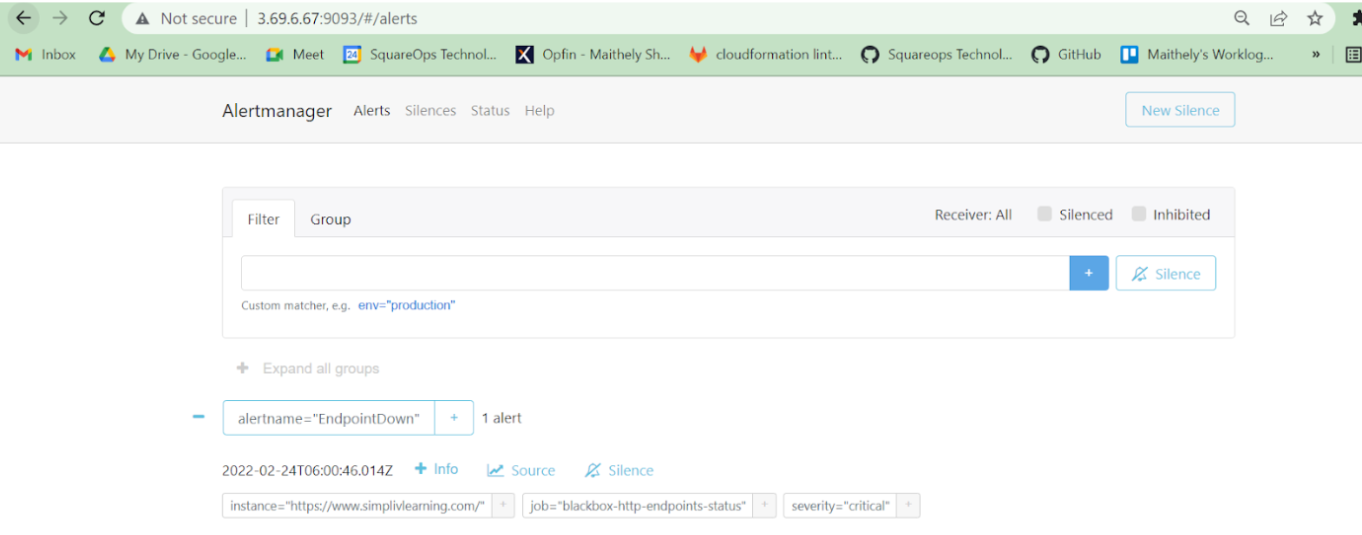 Not secure | 3.69.6.67:9093/#/alerts
Inbox My Drive - Google... Meet 24 SquareOps Technol... Opfin - Maithely Sh... cloudformation lint... Squareops Technol... GitHub Maithely's Worklog... »
Alertmanager Alerts Silences Status Help New Silence
Filter Group Receiver: All Silenced Inhibited
+ Silence
Custom matcher, e.g. env="production"
+ Expand all groups
- alertname="EndpointDown" + 1 alert
2022-02-24T06:00:46.014Z + Info Source Silence
instance="https://www.simplivlearning.com/" + job="blackbox-http-endpoints-status" + severity="critical" +